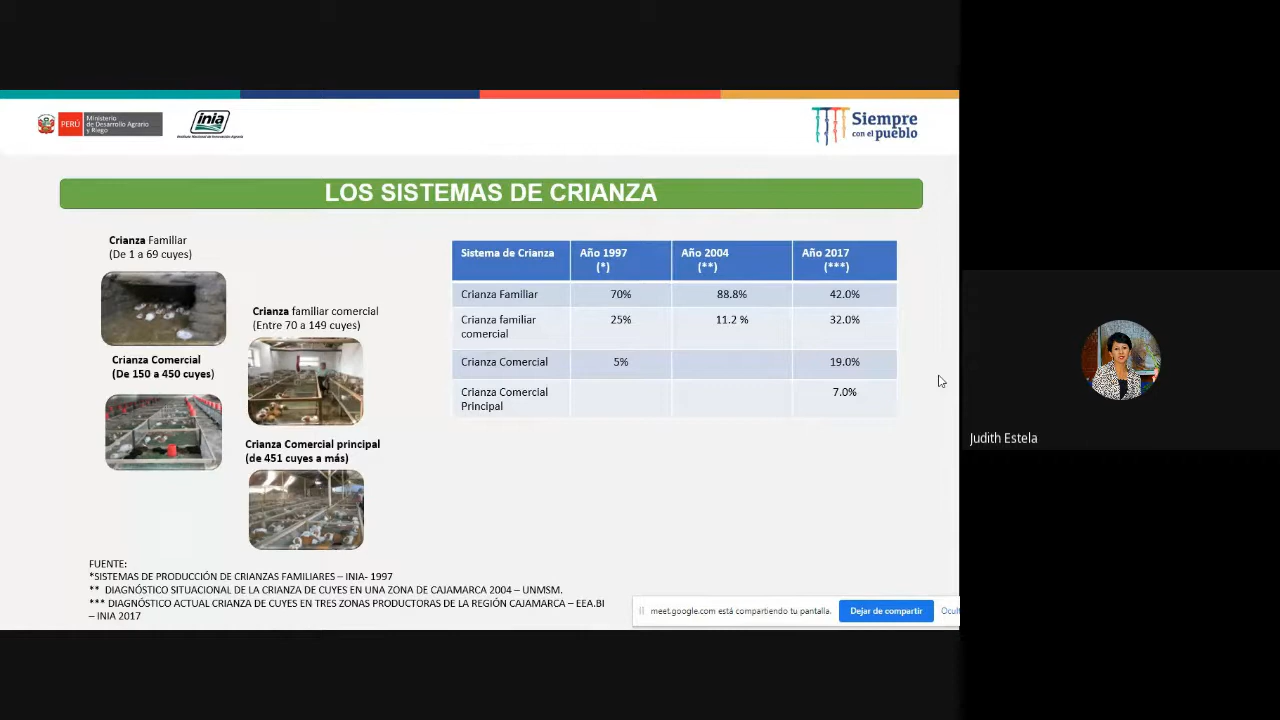 PERÚ
Ministerio
de Desarrollo Agrario
y Riego
inia
Instituto Nacional de Innovación Agraria
Siempre
con el pueblo
LOS SISTEMAS DE CRIANZA
Crianza Familiar
(De 1 a 69 cuyes)
Crianza familiar comercial
(Entre 70 a 149 cuyes)
Crianza Comercial
(De 150 a 450 cuyes)
Crianza Comercial principal
(de 451 cuyes a más)
Sistema de Crianza Año 1997 Año 2004 Año 2017
(*) (**) (***)
Crianza Familiar 70% 88.8% 42.0%
Crianza familiar 25% 11.2 % 32.0%
comercial
Crianza Comercial 5% 19.0%
Crianza Comercial 7.0%
Principal
FUENTE:
*SISTEMAS DE PRODUCCIÓN DE CRIANZAS FAMILIARES – INIA- 1997
** DIAGNÓSTICO SITUACIONAL DE LA CRIANZA DE CUYES EN UNA ZONA DE CAJAMARCA 2004 – UNMSM.
*** DIAGNÓSTICO ACTUAL CRIANZA DE CUYES EN TRES ZONAS PRODUCTORAS DE LA REGIÓN CAJAMARCA – EEA.BI
– INIA 2017
meet.google.com está compartiendo tu pantalla. Dejar de compartir Ocult
Judith Estela